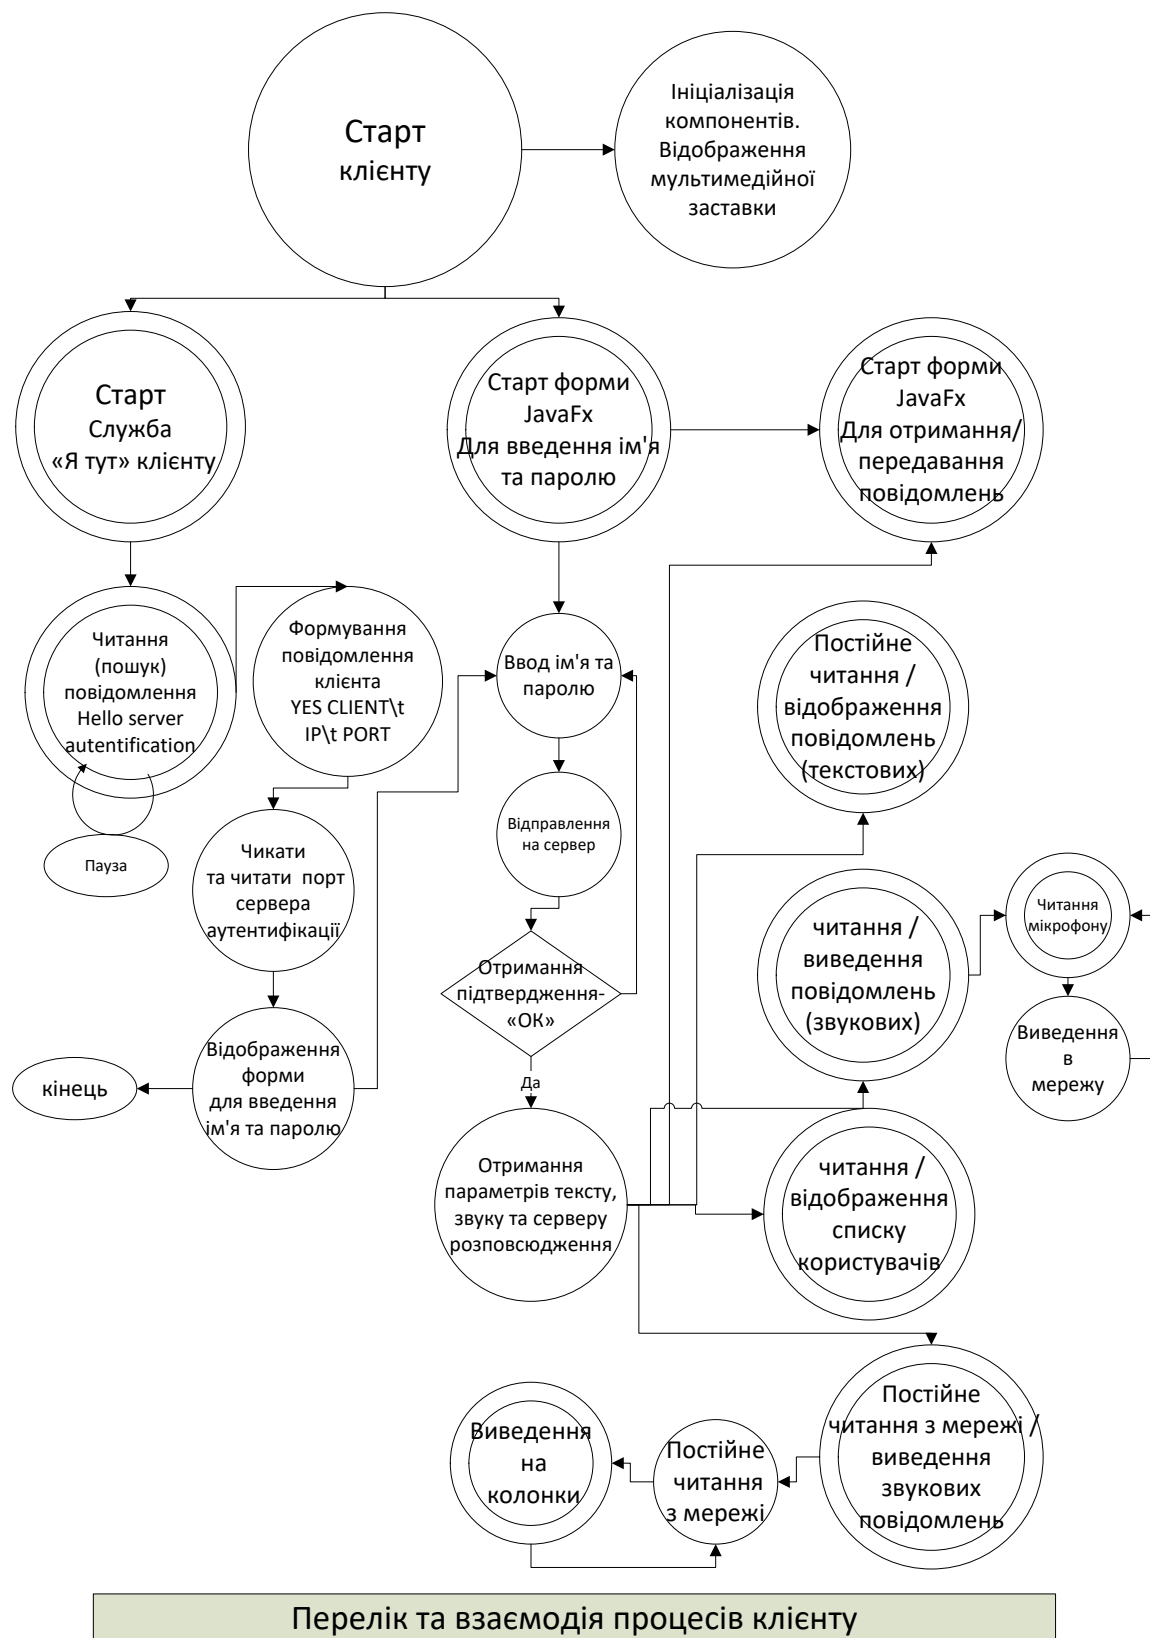 Старт
клієнту
Ініціалізація
компонентів.
Відображення
мультимедійної
заставки
Старт
Служба
«Я тут» клієнту
Старт форми
JavaFx
Для введення ім'я
та паролю
Старт форми
JavaFx
Для отримання/
передавання
повідомлень
Читання
(пошук)
повідомлення
Hello server
autentification
Пауза
Формування
повідомлення
клієнта
YES CLIENT\t
IP\t PORT
Ввод ім'я та
паролю
Постійне
читання /
відображення
повідомлень
(текстових)
Чикати
та читати порт
сервера
аутентифікації
Відправлення
на сервер
Отримання
підтвердження-
«ОК»
Да
читання /
виведення
повідомлень
(звукових)
Читання
мікрофону
Виведення
в
мережу
кінець
Відображення
форми
для введення
ім'я та паролю
Отримання
параметрів тексту,
звуку та серверу
розповсюдження
читання /
відображення
списку
користувачів
Виведення
на
колонки
Постійне
читання
з мережі
Постійне
читання з мережі /
виведення
звукових
повідомлень
Перелік та взаємодія процесів клієнту